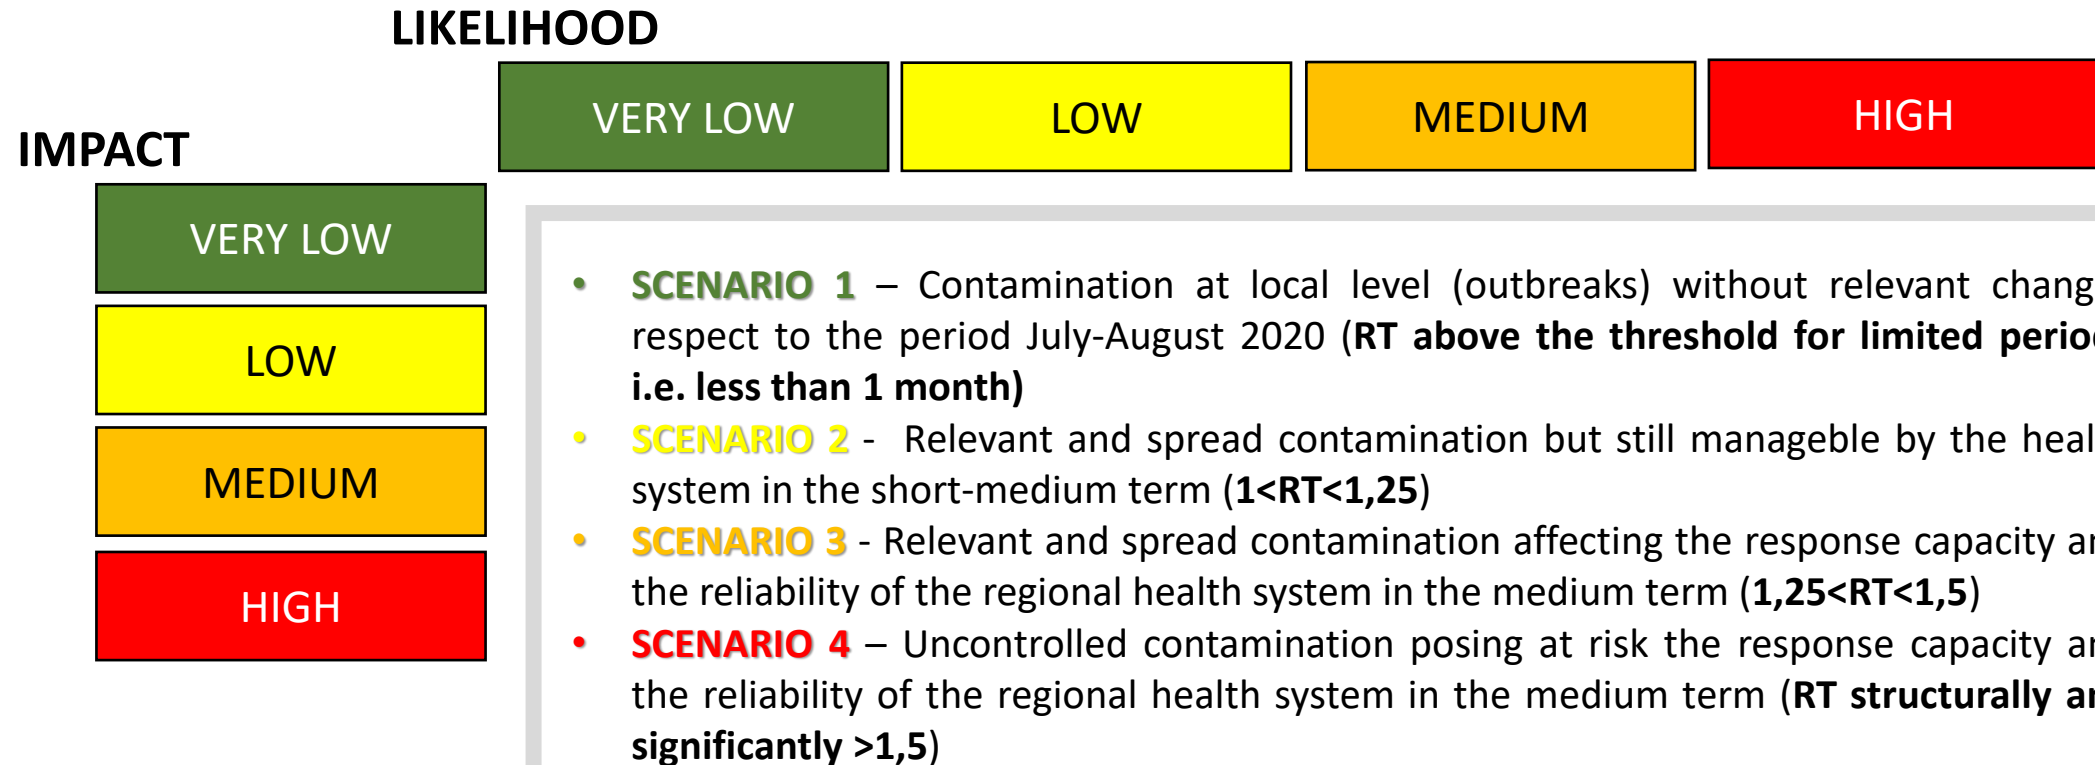 LIKELIHOOD
VERY LOW
LOW
MEDIUM
HIGH
IMPACT
VERY LOW
LOW
MEDIUM
HIGH
• SCENARIO 1 – Contamination at local level (outbreaks) without relevant
respect to the period July-August 2020 (RT above the threshold for limited
i.e. less than 1 month)
• SCENARIO 2 - Relevant and spread contamination but still manageble by the
system in the short-medium term (1<RT<1,25)
• SCENARIO 3 - Relevant and spread contamination affecting the response capacity
the reliability of the regional health system in the medium term (1,25<RT<1,5)
• SCENARIO 4 – Uncontrolled contamination posing at risk the response capacity
the reliability of the regional health system in the medium term (RT structurally
significantly >1,5)